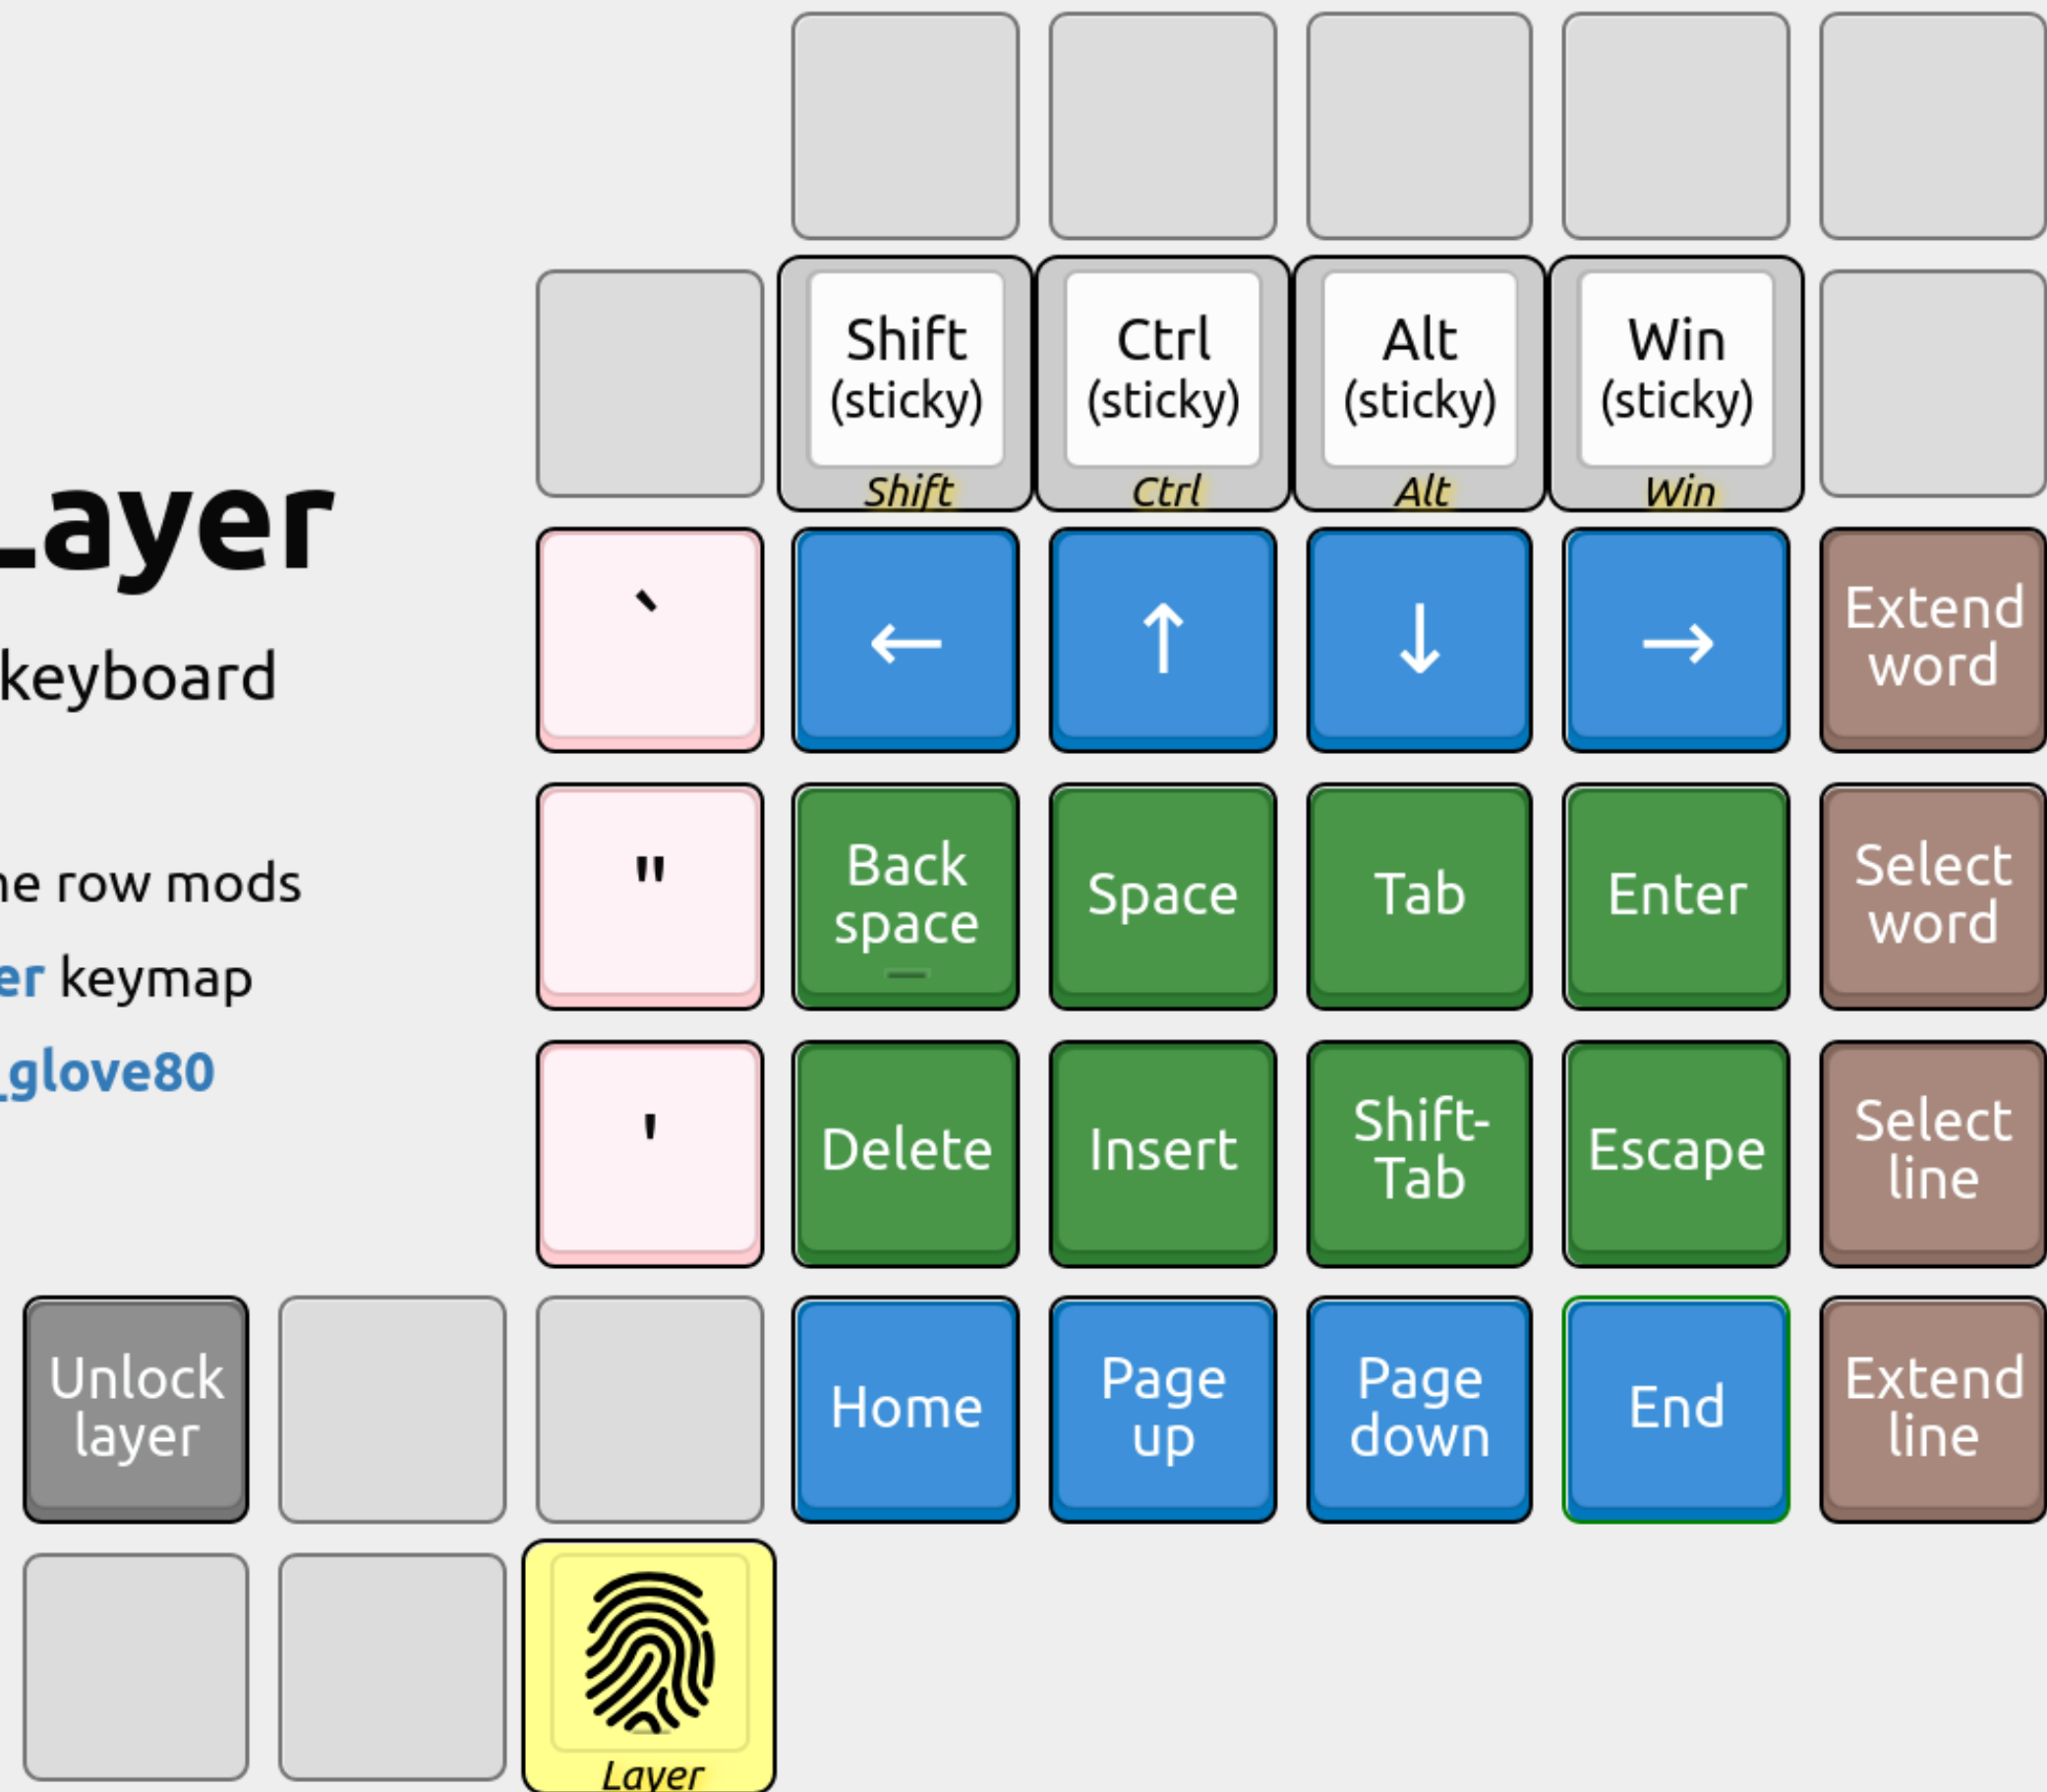 Layer
keyboard
ne row mods
er keymap
_glove80
Shift
(sticky)
Shift
Ctrl
(sticky)
Ctrl
Alt
(sticky)
Alt
Win
(sticky)
Win
`
←
↑
↓
→
Extend
word
"
Back
space
Space
Tab
Enter
Select
word
'
Delete
Insert
Shift-
Tab
Escape
Select
line
Unlock
layer
Home
Page
up
Page
down
End
Extend
line
Layer